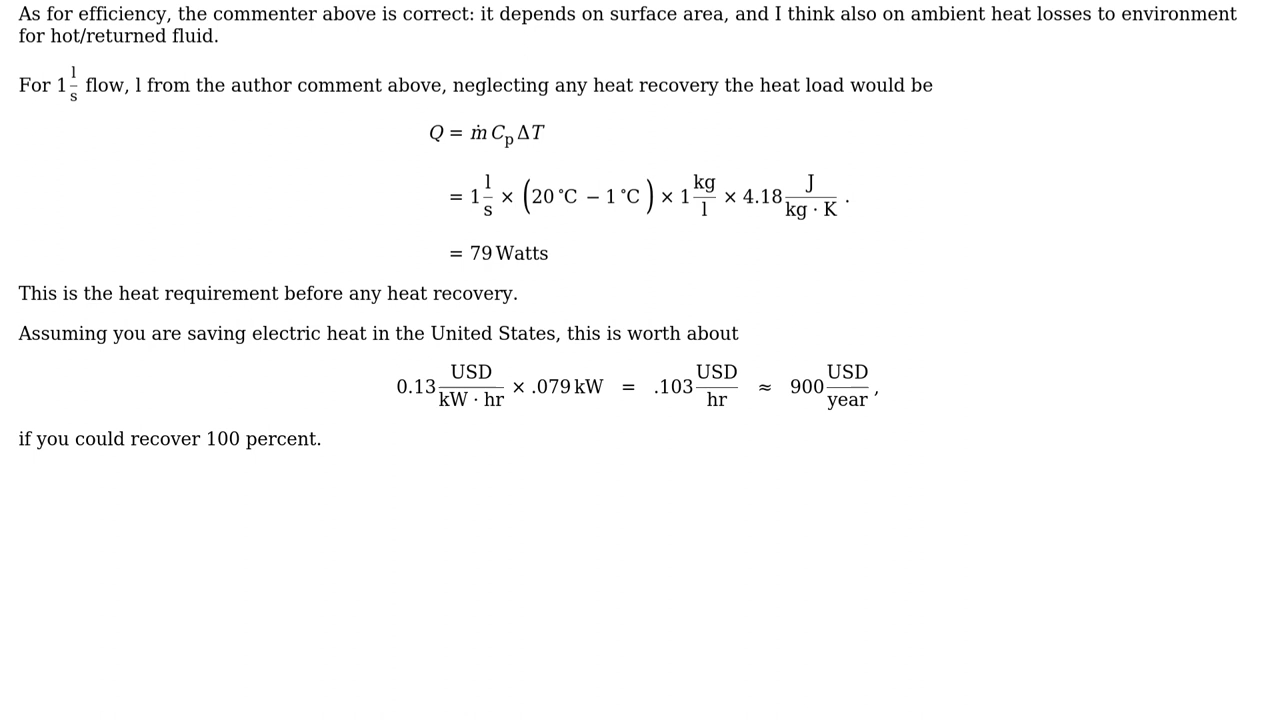 As for efficiency, the commenter above is correct: it depends on surface area, and I think also on ambient heat losses to environment
for hot/returned fluid.
For 1 l/s flow, l from the author comment above, neglecting any heat recovery the heat load would be
Q = ṁ Cₚ ΔT
= 1 l/s × (20 °C − 1 °C) × 1 kg/l × 4.18 J/(kg · K) .
= 79 Watts
This is the heat requirement before any heat recovery.
Assuming you are saving electric heat in the United States, this is worth about
0.13 USD/(kW · hr) × .079 kW = .103 USD/hr ≈ 900 USD/year ,
if you could recover 100 percent.